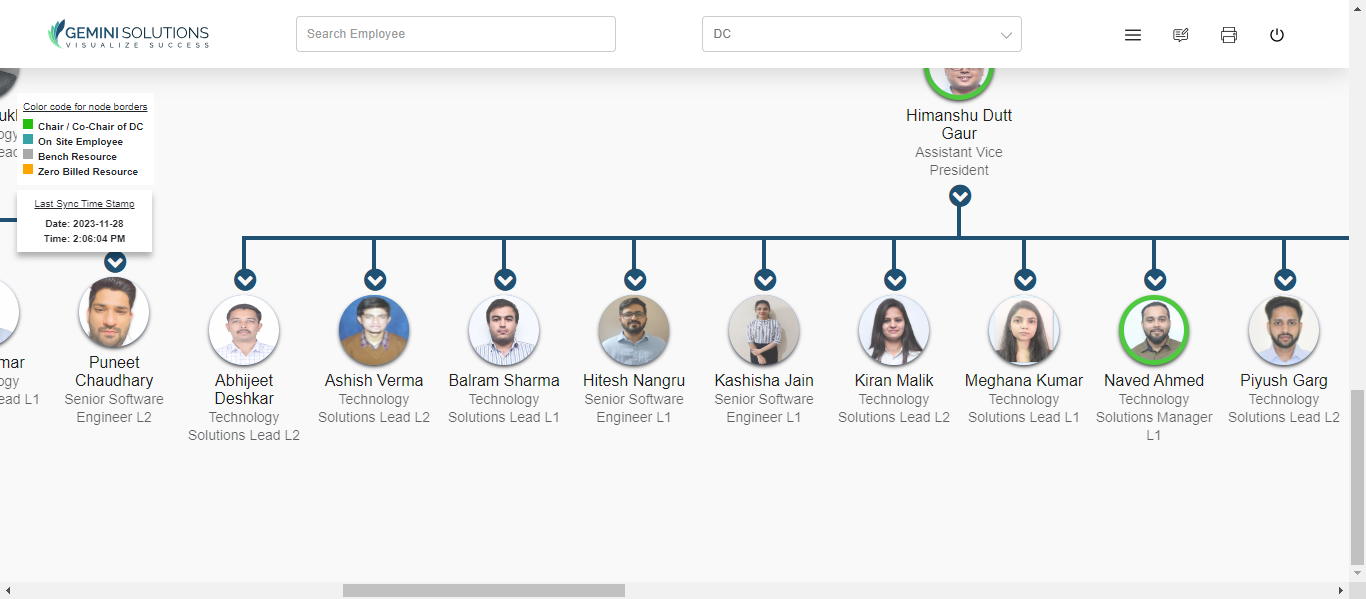 GEMINI SOLUTIONS
VISUALIZE SUCCESS
Search Employee
DC
Color code for node borders
Chair / Co-Chair of DC
On Site Employee
Bench Resource
Zero Billed Resource
Last Sync Time Stamp
Date: 2023-11-28
Time: 2:06:04 PM
Himanshu Dutt
Gaur
Assistant Vice
President
ead L1
Puneet
Chaudhary
Senior Software
Engineer L2
Abhijeet
Deshkar
Technology
Solutions Lead L2
Ashish Verma
Technology
Solutions Lead L2
Balram Sharma
Technology
Solutions Lead L1
Hitesh Nangru
Senior Software
Engineer L1
Kashisha Jain
Senior Software
Engineer L1
Kiran Malik
Technology
Solutions Lead L2
Meghana Kumar
Technology
Solutions Lead L1
Naved Ahmed
Technology
Solutions Manager
L1
Piyush Garg
Technology
Solutions Lead L2